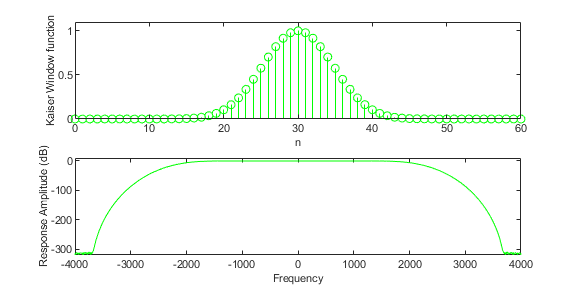 Kaiser Window function
1
0.5
0
0 10 20 30 40 50 60
n
Response Amplitude (dB)
0
-100
-200
-300
-4000 -3000 -2000 -1000 0 1000 2000 3000 4000
Frequency